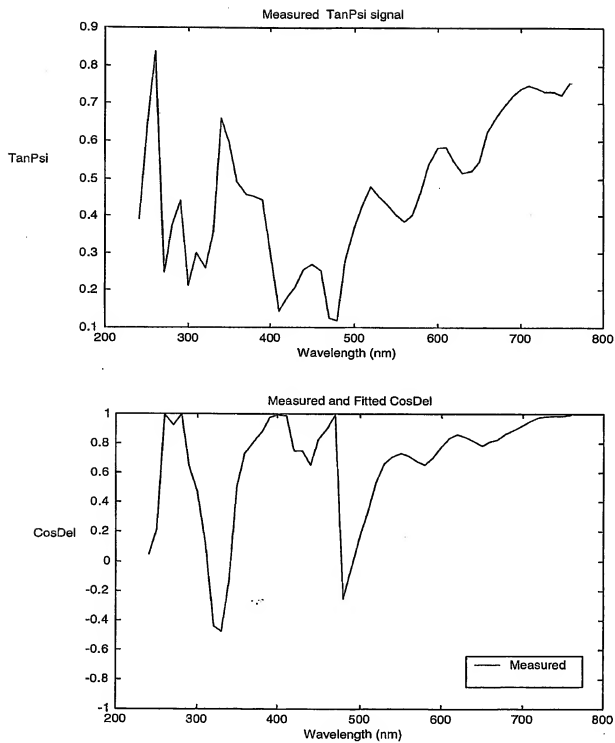 Measured TanPsi signal
0.9
0.8
0.7
0.6
TanPsi
0.5
0.4
0.3
0.2
0.1
200 300 400 500 600 700 800
Wavelength (nm)
Measured and Fitted CosDel
1
0.8
0.6
0.4
0.2
CosDel
0
-0.2
-0.4
-0.6
-0.8
-1
Measured
200 300 400 500 600 700 800
Wavelength (nm)